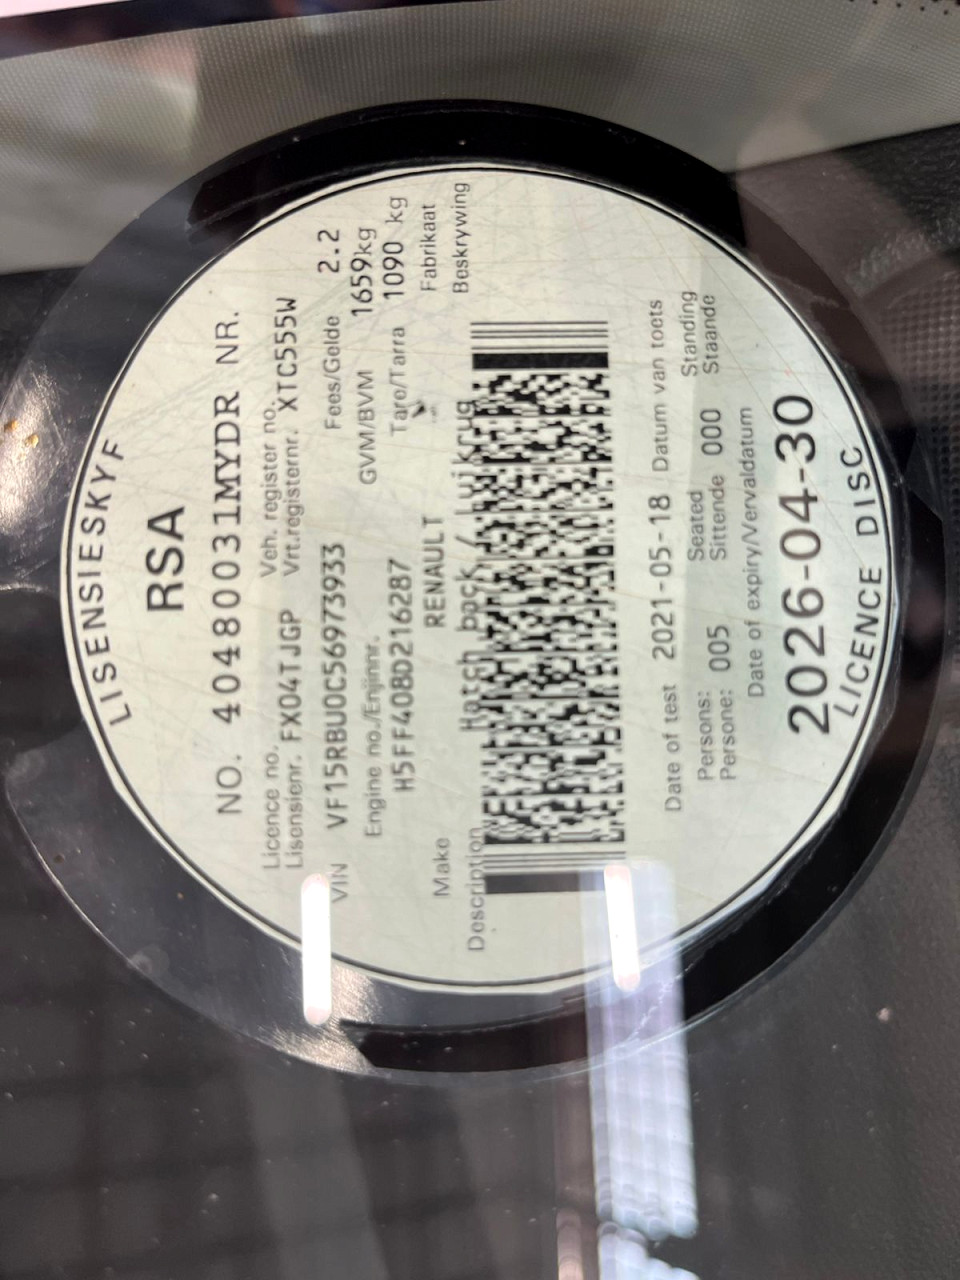 LISENSIESKYF
RSA
NO. 40480031MYDR NR.
Licence no. Veh. register no.
Lisensienr. FX04TJGP Vrt.registernr. XTC555W
VIN VF15RBU0C56973933 Fees/Gelde 2.2
Engine no./Enjinnr. GVM/BVM 1659kg
H5FF408D216287 Tare/Tarra 1090 kg
Make RENAULT Fabrikaat
Description Hatch back / Luikrug Beskrywing
Date of test 2021-05-18 Datum van toets
Persons: Seated Standing
Persone: 005 Sittende 000 Staande
Date of expiry/Vervaldatum
2026-04-30
LICENCE DISC